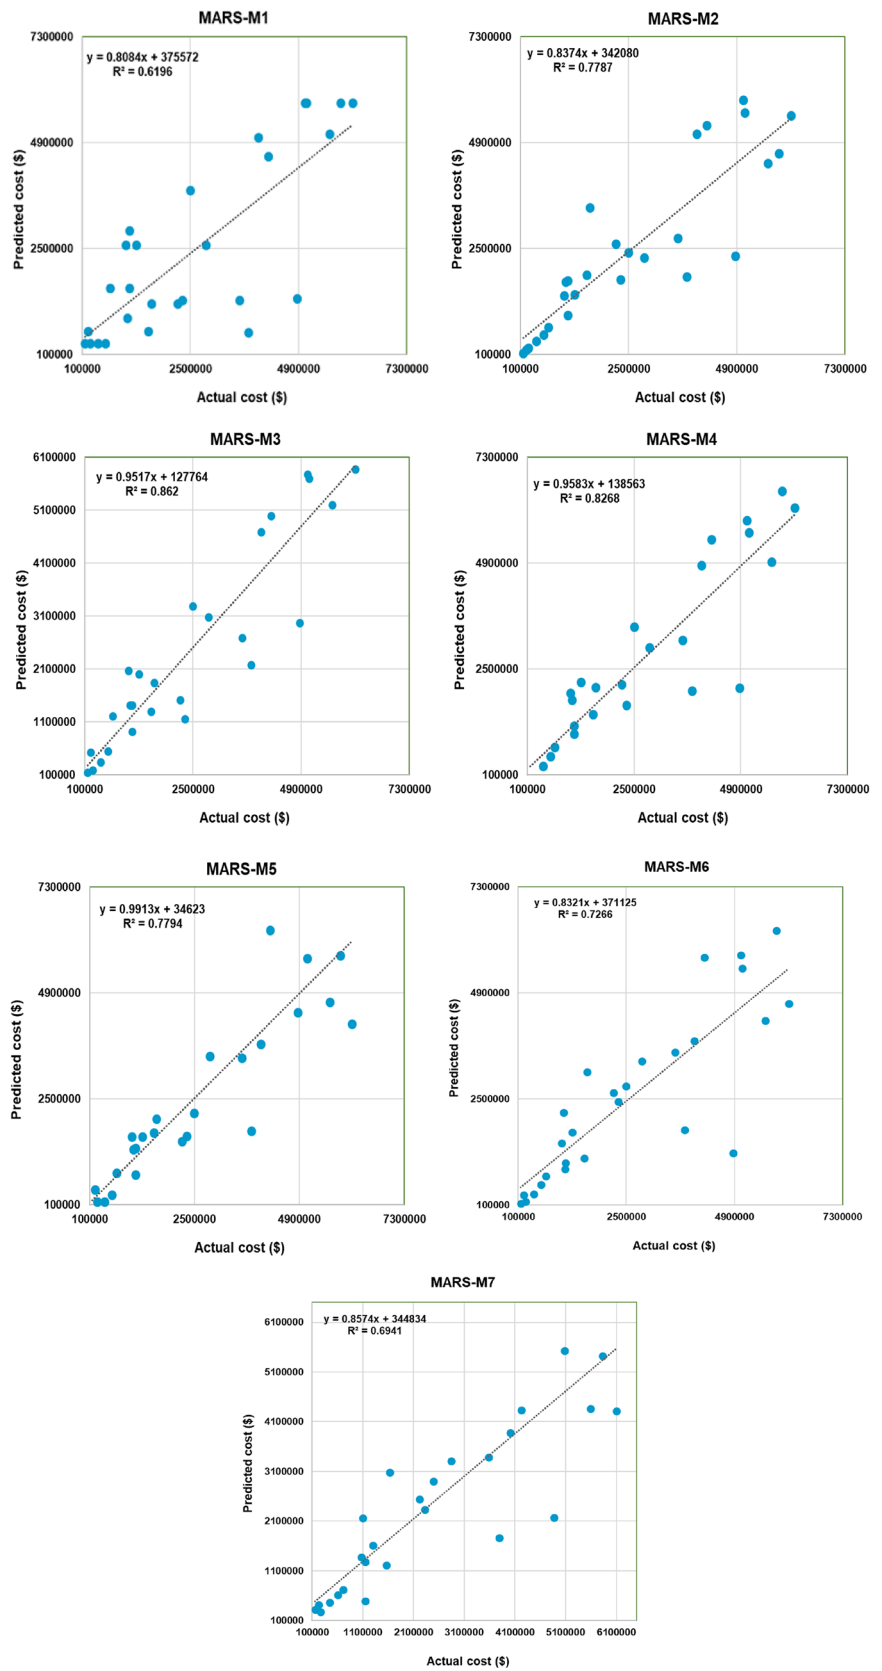 MARS-M1
7300000
y = 0.8084x + 375572
R² = 0.6196
4900000
Predicted cost ($)
2500000
100000
100000 2500000 4900000 7300000
Actual cost ($)
MARS-M2
7300000
y = 0.8374x + 342080
R² = 0.7787
4900000
Predicted cost ($)
2500000
100000
100000 2500000 4900000 7300000
Actual cost ($)
MARS-M3
6100000
y = 0.9517x + 127764
R² = 0.862
5100000
4100000
Predicted cost ($)
3100000
2100000
1100000
100000
100000 2500000 4900000 7300000
Actual cost ($)
MARS-M4
7300000
y = 0.9583x + 138563
R² = 0.8268
4900000
Predicted cost ($)
2500000
100000
100000 2500000 4900000 7300000
Actual cost ($)
MARS-M5
7300000
y = 0.9913x + 34623
R² = 0.7794
4900000
Predicted cost ($)
2500000
100000
100000 2500000 4900000 7300000
Actual cost ($)
MARS-M6
7300000
y = 0.8321x + 371125
R² = 0.7266
4900000
Predicted cost ($)
2500000
100000
100000 2500000 4900000 7300000
Actual cost ($)
MARS-M7
y = 0.8574x + 344834
6100000
R² = 0.6941
5100000
4100000
Predicted cost ($)
3100000
2100000
1100000
100000
100000 1100000 2100000 3100000 4100000 5100000 6100000
Actual cost ($)